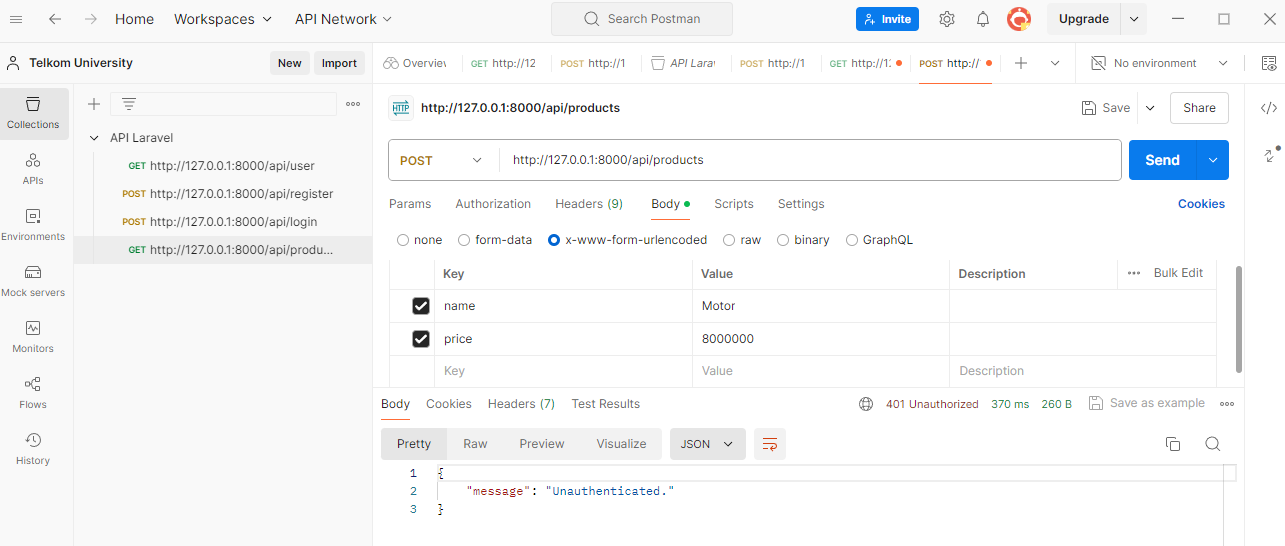 Home Workspaces API Network Search Postman Invite Upgrade
Telkom University New Import Overview GET http://12 POST http://1 API Lara POST http://1 GET http://1: POST http:// No environment
Collections
APIs
Environments
Mock servers
Monitors
Flows
History
API Laravel
GET http://127.0.0.1:8000/api/user
POST http://127.0.0.1:8000/api/register
POST http://127.0.0.1:8000/api/login
GET http://127.0.0.1:8000/api/produ...
HTTP http://127.0.0.1:8000/api/products Save Share
POST http://127.0.0.1:8000/api/products Send
Params Authorization Headers (9) Body Scripts Settings Cookies
none form-data x-www-form-urlencoded raw binary GraphQL
Key Value Description Bulk Edit
name Motor
price 8000000
Key Value Description
Body Cookies Headers (7) Test Results 401 Unauthorized 370 ms 260 B Save as example
Pretty Raw Preview Visualize JSON
1 {
2 "message": "Unauthenticated."
3 }